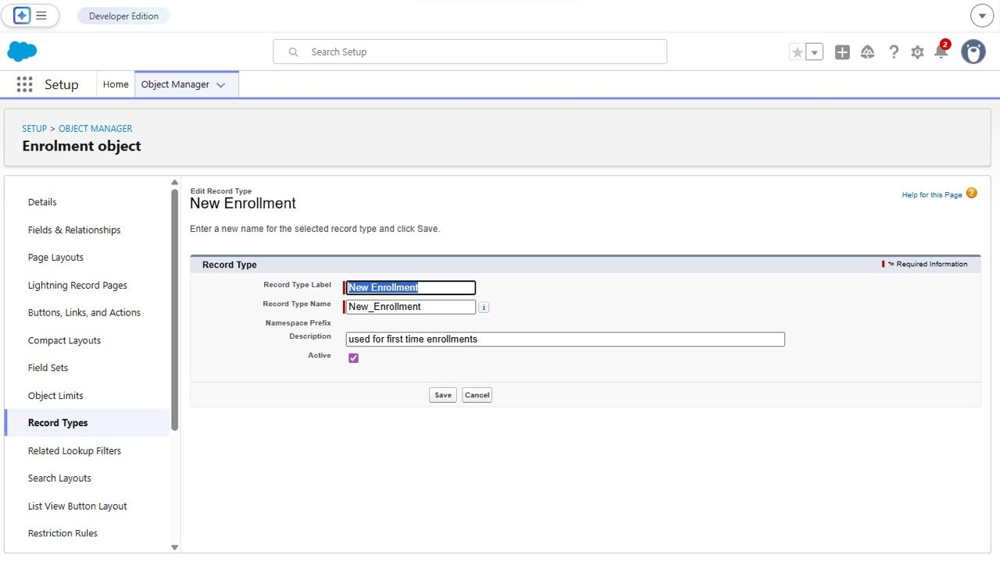 Developer Edition
Search Setup
2
Setup
Home
Object Manager
SETUP > OBJECT MANAGER
Enrolment object
Details
Fields & Relationships
Page Layouts
Lightning Record Pages
Buttons, Links, and Actions
Compact Layouts
Field Sets
Object Limits
Record Types
Related Lookup Filters
Search Layouts
List View Button Layout
Restriction Rules
Edit Record Type
New Enrollment
Help for this Page ?
Enter a new name for the selected record type and click Save.
Record Type
= Required Information
Record Type Label New Enrollment
Record Type Name New_Enrollment i
Namespace Prefix
Description used for first time enrollments
Active
Save Cancel